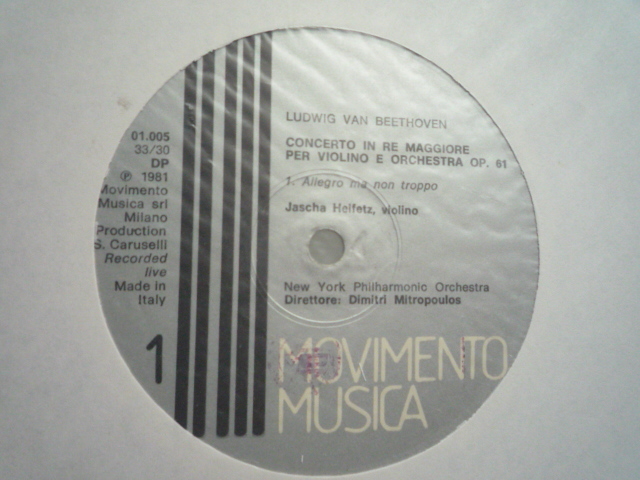 01.005
33/30
DP
℗ 1981
Movimento
Musica srl
Milano
Production
S. Caruselli
Recorded
live
Made in
Italy
1
LUDWIG VAN BEETHOVEN
CONCERTO IN RE MAGGIORE
PER VIOLINO E ORCHESTRA OP. 61
1. Allegro ma non troppo
Jascha Heifetz, violino
New York Philharmonic Orchestra
Direttore: Dimitri Mitropoulos
MOVIMENTO
MUSICA